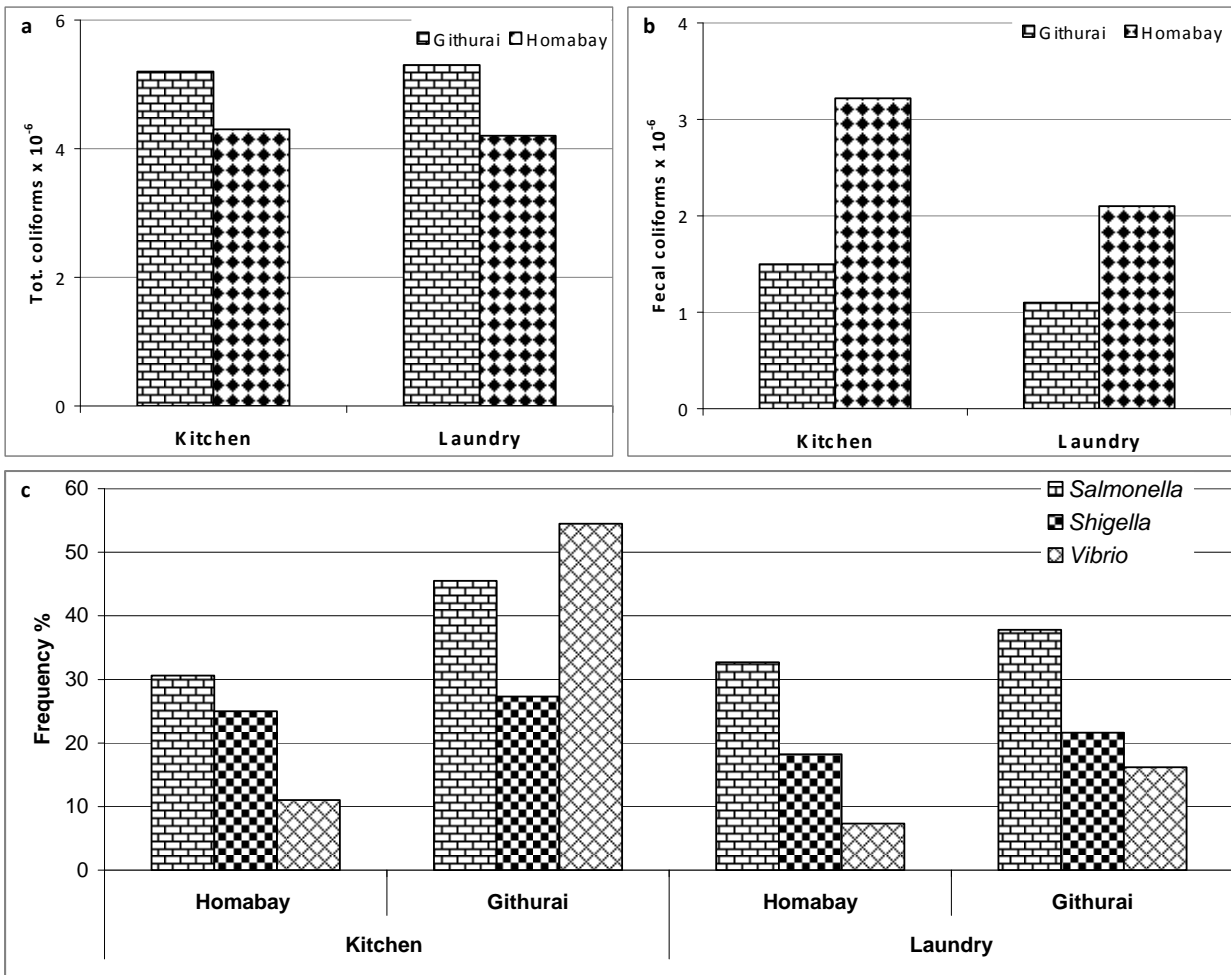 a
Githurai Homabay
Tot. coliforms x 10⁻⁶
6
4
2
0
Kitchen Laundry
b
Githurai Homabay
Fecal coliforms x 10⁻⁶
4
3
2
1
0
Kitchen Laundry
c
Salmonella
Shigella
Vibrio
Frequency %
60
50
40
30
20
10
0
Homabay Githurai Homabay Githurai
Kitchen Laundry